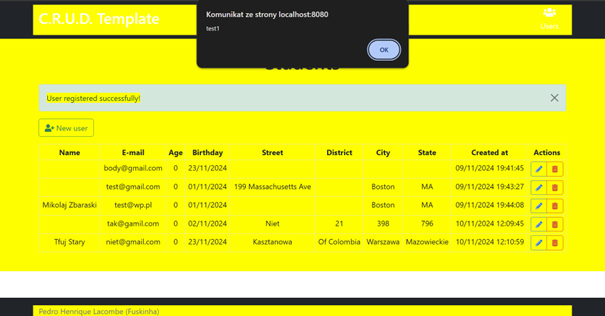 Komunikat ze strony localhost:8080
test1
OK
C.R.U.D. Template
Users
Students
User registered successfully!
New user
Name E-mail Age Birthday Street District City State Created at Actions
body@gmail.com 0 23/11/2024 09/11/2024 19:41:45
test@gmail.com 0 01/11/2024 199 Massachusetts Ave Boston MA 09/11/2024 19:43:27
Mikolaj Zbaraski test@wp.pl 0 01/11/2024 Boston MA 09/11/2024 19:44:08
tak@gamil.com 0 02/11/2024 Niet 21 398 796 10/11/2024 12:09:45
Tfuj Stary niet@gmail.com 0 23/11/2024 Kasztanowa Of Colombia Warszawa Mazowieckie 10/11/2024 12:10:59
Pedro Henrique Lacombe (Fuskinha)